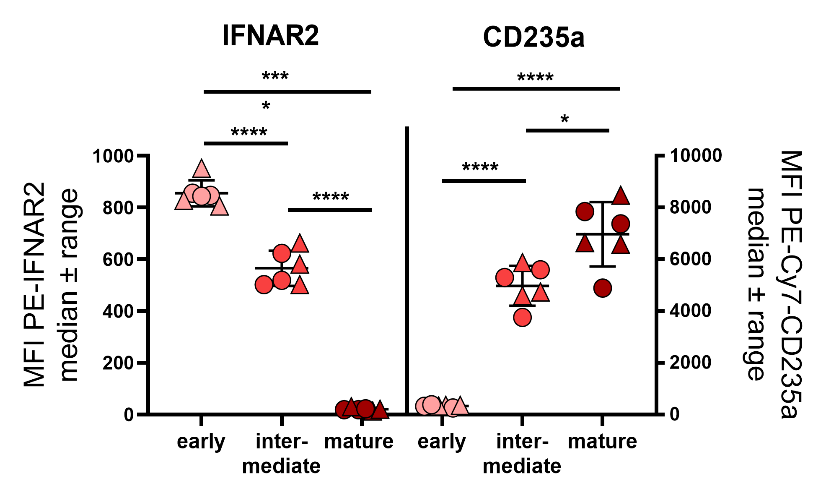 IFNAR2
CD235a
***
*
****
****
****
*
****
MFI PE-IFNAR2
median ± range
1000
800
600
400
200
0
10000
8000
6000
4000
2000
0
MFI PE-Cy7-CD235a
median ± range
early
inter-
mediate
mature
early
inter-
mediate
mature